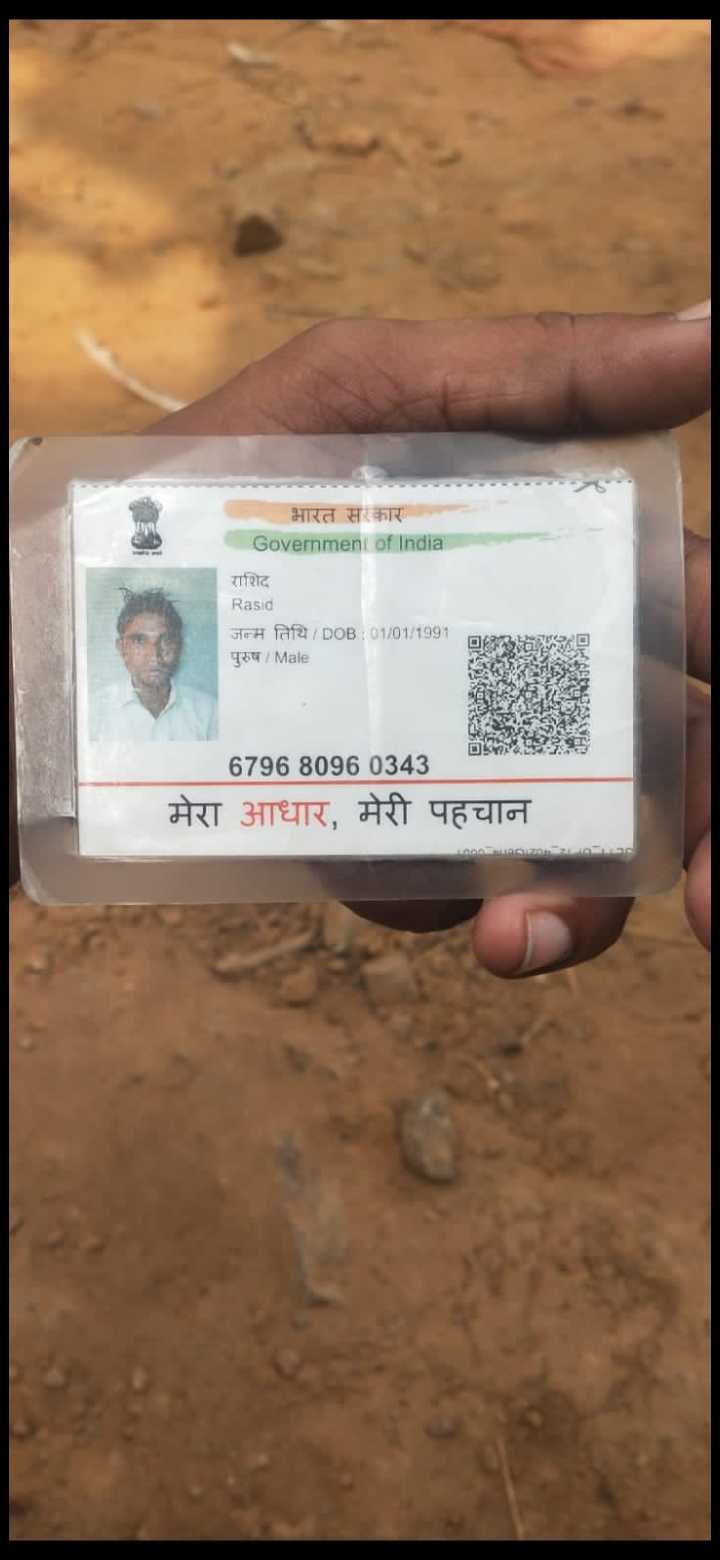 भारत सरकार
Government of India
राशिद
Rasid
जन्म तिथि / DOB : 01/01/1991
पुरुष / Male
6796 8096 0343
मेरा आधार, मेरी पहचान